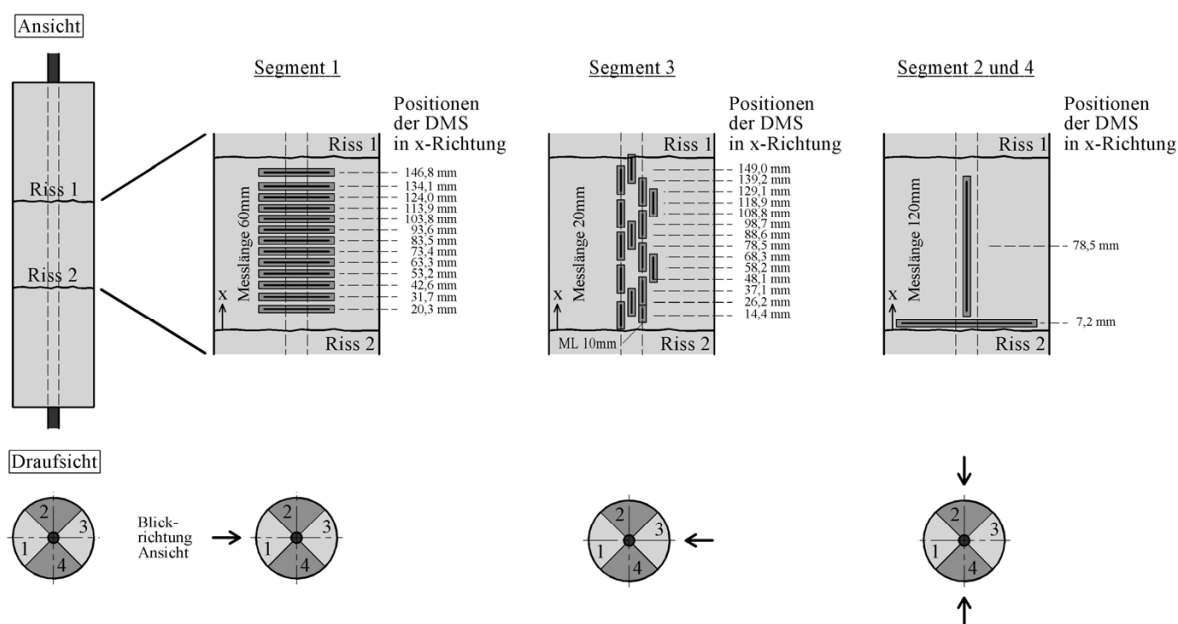 Ansicht
Riss 1
Riss 2
Segment 1
Positionen
der DMS
in x-Richtung
Riss 1
Messlänge 60mm
146,8 mm
134,1 mm
124,0 mm
113,9 mm
103,8 mm
93,6 mm
83,5 mm
73,4 mm
63,3 mm
53,2 mm
42,6 mm
31,7 mm
20,3 mm
x
Riss 2
Segment 3
Positionen
der DMS
in x-Richtung
Riss 1
Messlänge 20mm
149,0 mm
139,2 mm
129,1 mm
118,9 mm
108,8 mm
98,7 mm
88,6 mm
78,5 mm
68,3 mm
58,2 mm
48,1 mm
37,1 mm
26,2 mm
14,4 mm
x
ML 10mm
Riss 2
Segment 2 und 4
Positionen
der DMS
in x-Richtung
Riss 1
Messlänge 120mm
78,5 mm
x
7,2 mm
Riss 2
Draufsicht
2
1
3
4
Blick-
richtung
Ansicht
2
1
3
4
2
1
3
4
2
1
3
4